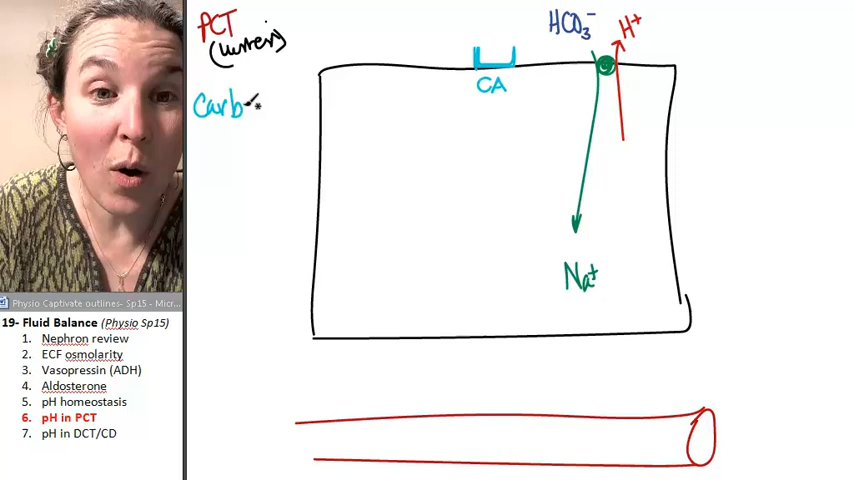 PCT
(lumen)
Carb
HCO₃⁻
H⁺
CA
Na⁺
Physio Captivate outlines- Sp15 - Micr...
19- Fluid Balance (Physio Sp15)
1. Nephron review
2. ECF osmolarity
3. Vasopressin (ADH)
4. Aldosterone
5. pH homeostasis
6. pH in PCT
7. pH in DCT/CD